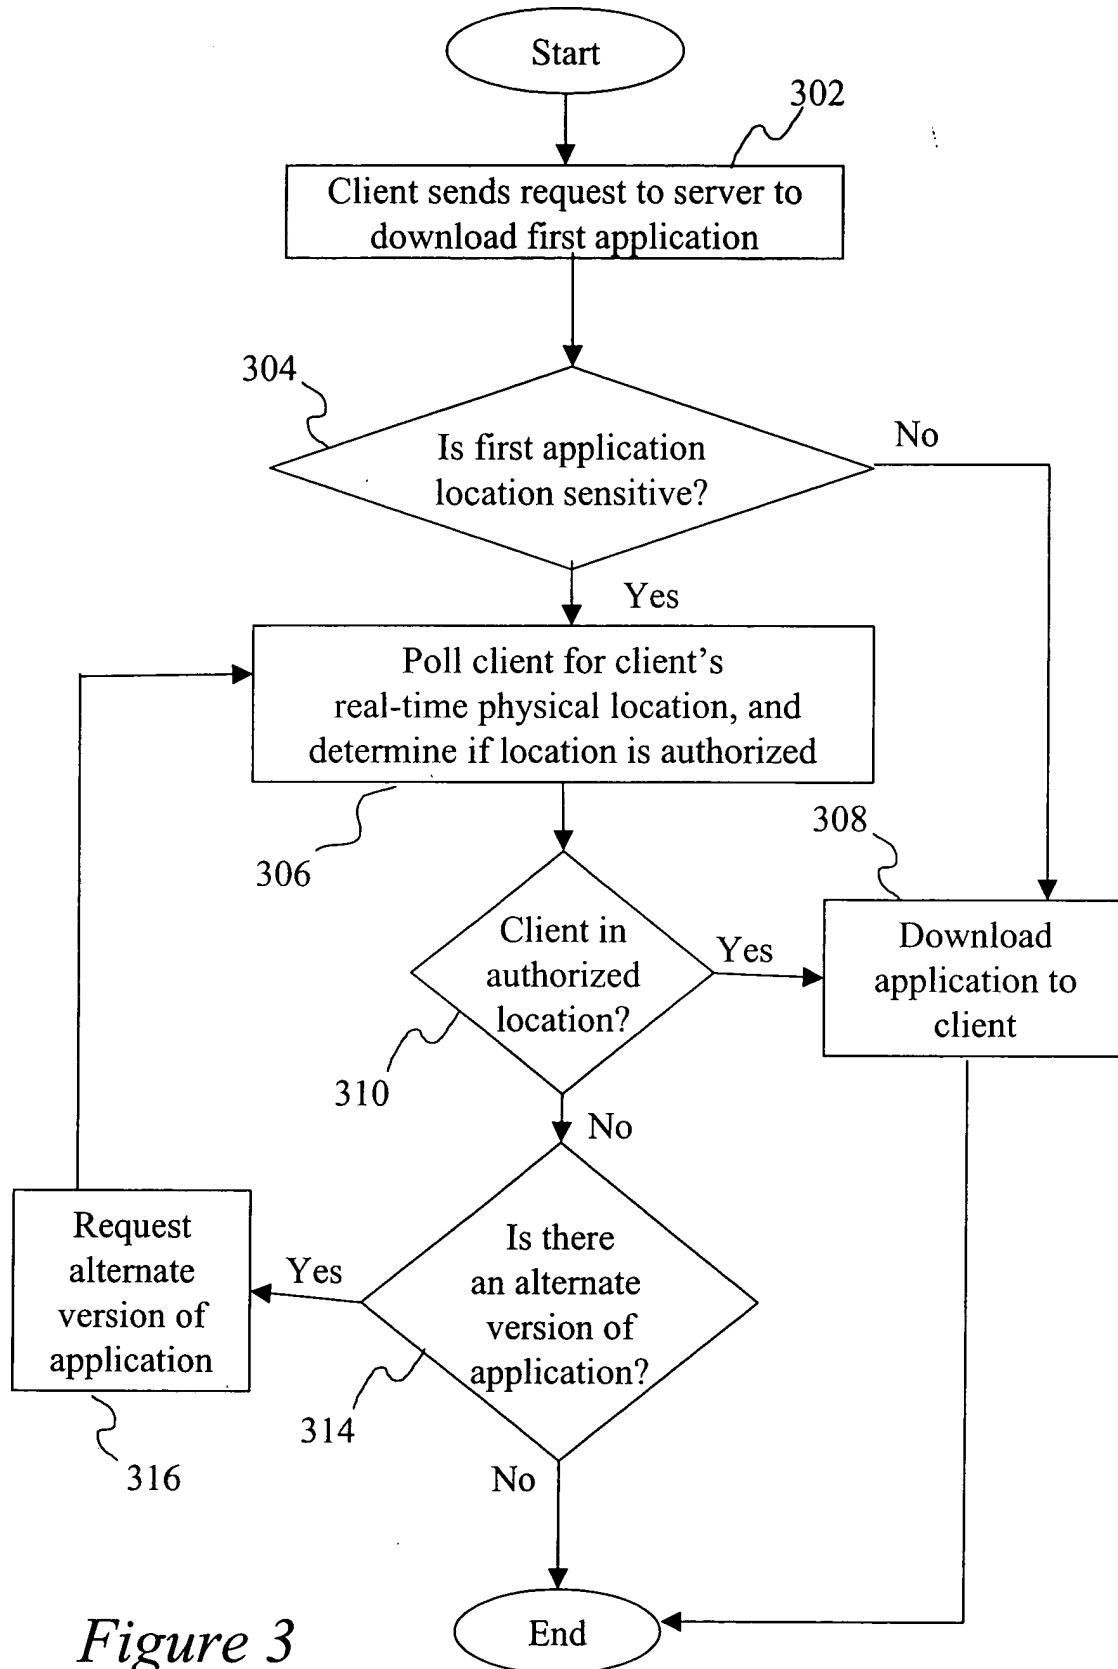 Start
302
Client sends request to server to
download first application
304
Is first application
location sensitive?
No
Yes
Poll client for client's
real-time physical location, and
determine if location is authorized
306
308
Client in
authorized
location?
Yes
Download
application to
client
310
No
Request
alternate
version of
application
Yes
Is there
an alternate
version of
application?
314
316
No
End
Figure 3